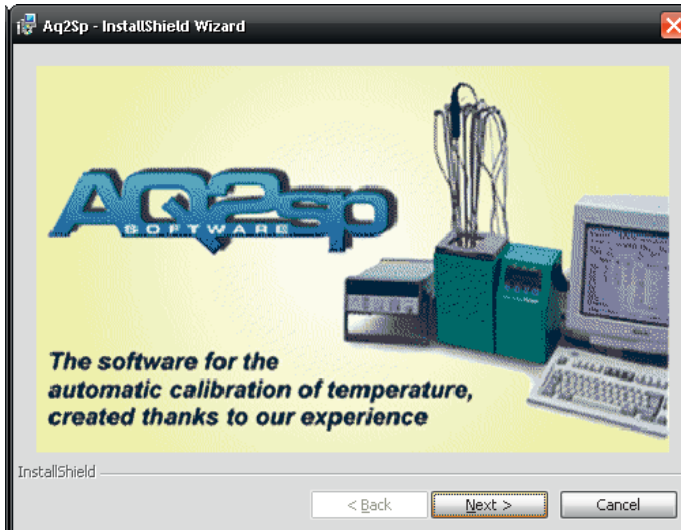 Aq2Sp - InstallShield Wizard
AQ2sp
SOFTWARE
The software for the
automatic calibration of temperature,
created thanks to our experience
InstallShield
< Back
Next >
Cancel